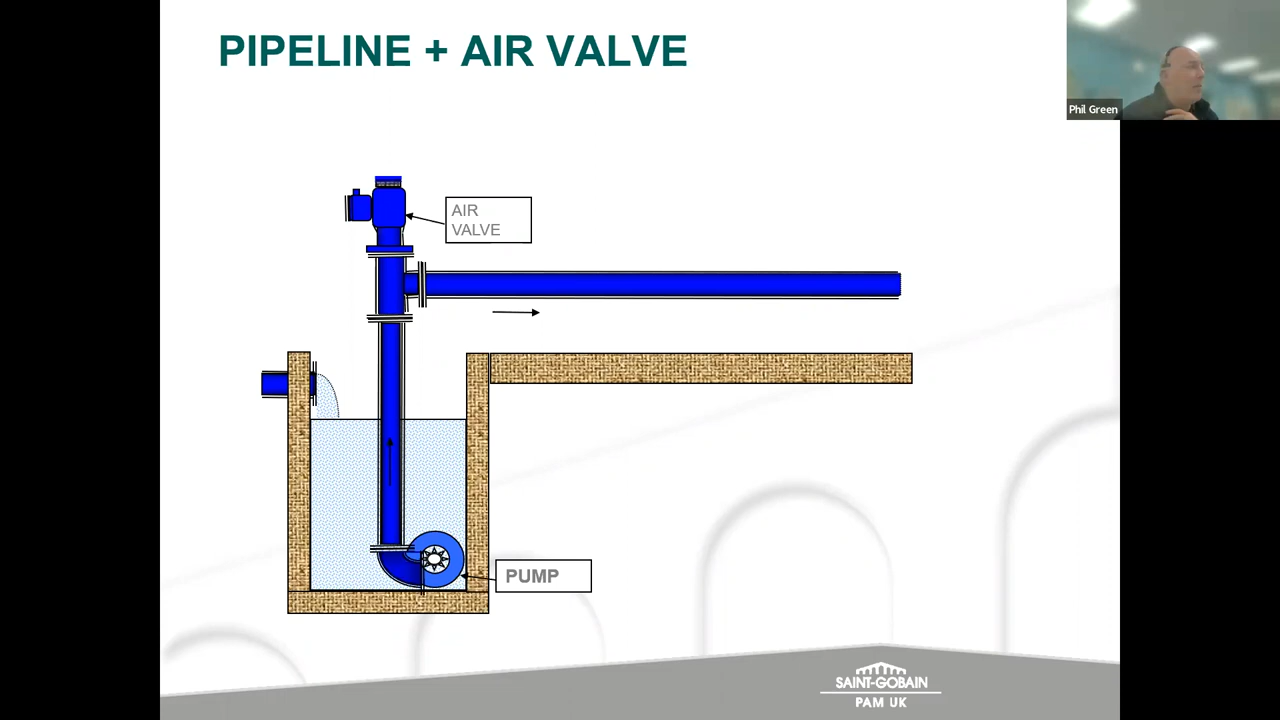 PIPELINE + AIR VALVE
Phil Green
AIR
VALVE
PUMP
SAINT-GOBAIN
PAM UK